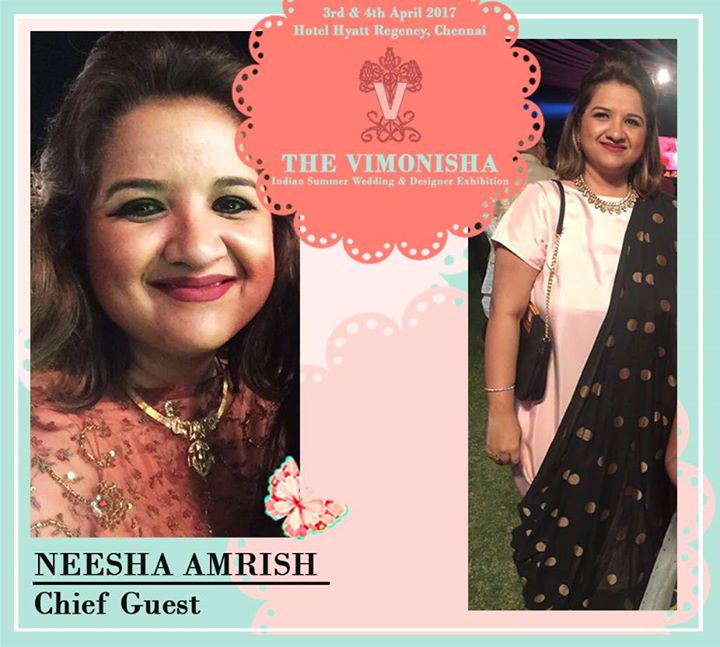 3rd & 4th April 2017
Hotel Hyatt Regency, Chennai
V
THE VIMONISHA
Indian Summer Wedding & Designer Exhibition
NEESHA AMRISH
Chief Guest